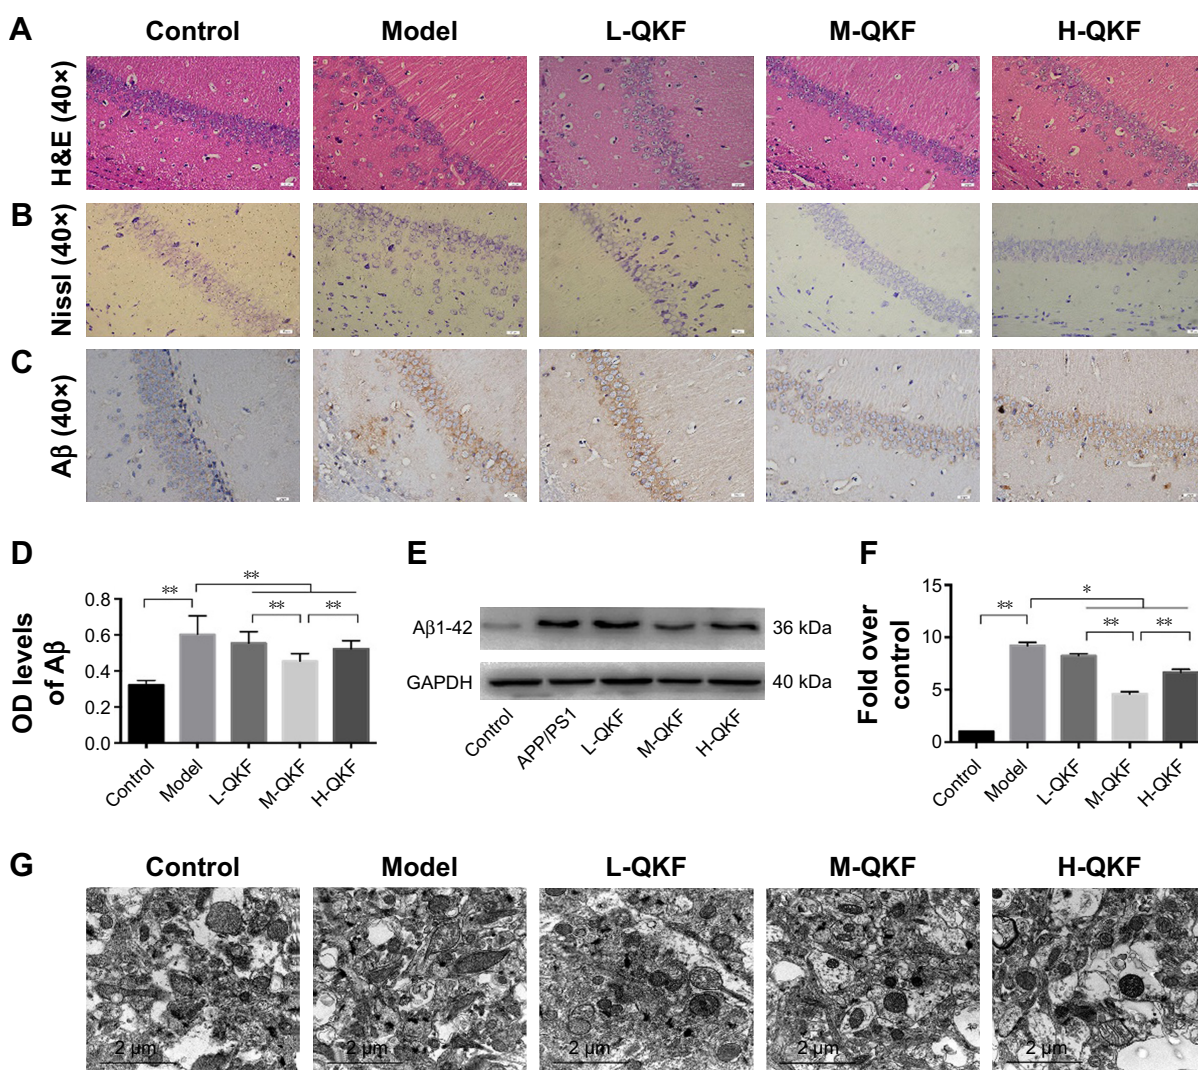 A
Control Model L-QKF M-QKF H-QKF
H&E (40×)
B
Nissl (40×)
C
Aβ (40×)
D
OD levels
of Aβ
0.8
0.6
0.4
0.2
0.0
** ** ** **
Control Model L-QKF M-QKF H-QKF
E
Aβ1-42 36 kDa
GAPDH 40 kDa
Control APP/PS1 L-QKF M-QKF H-QKF
F
Fold over
control
15
10
5
0
** * ** **
Control Model L-QKF M-QKF H-QKF
G
Control Model L-QKF M-QKF H-QKF
2 μm 2 μm 2 μm 2 μm 2 μm